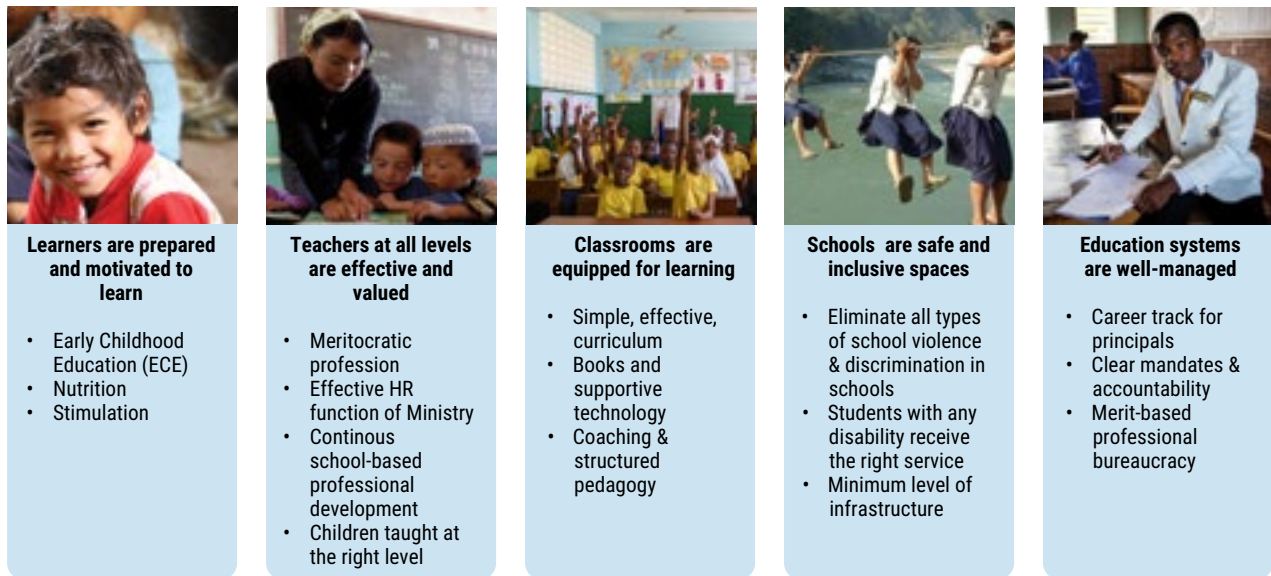 Learners are prepared
and motivated to
learn
• Early Childhood
Education (ECE)
• Nutrition
• Stimulation
Teachers at all levels
are effective and
valued
• Meritocratic
profession
• Effective HR
function of Ministry
• Continous
school-based
professional
development
• Children taught at
the right level
Classrooms are
equipped for learning
• Simple, effective,
curriculum
• Books and
supportive
technology
• Coaching &
structured
pedagogy
Schools are safe and
inclusive spaces
• Eliminate all types
of school violence
& discrimination in
schools
• Students with any
disability receive
the right service
• Minimum level of
infrastructure
Education systems
are well-managed
• Career track for
principals
• Clear mandates &
accountability
• Merit-based
professional
bureaucracy